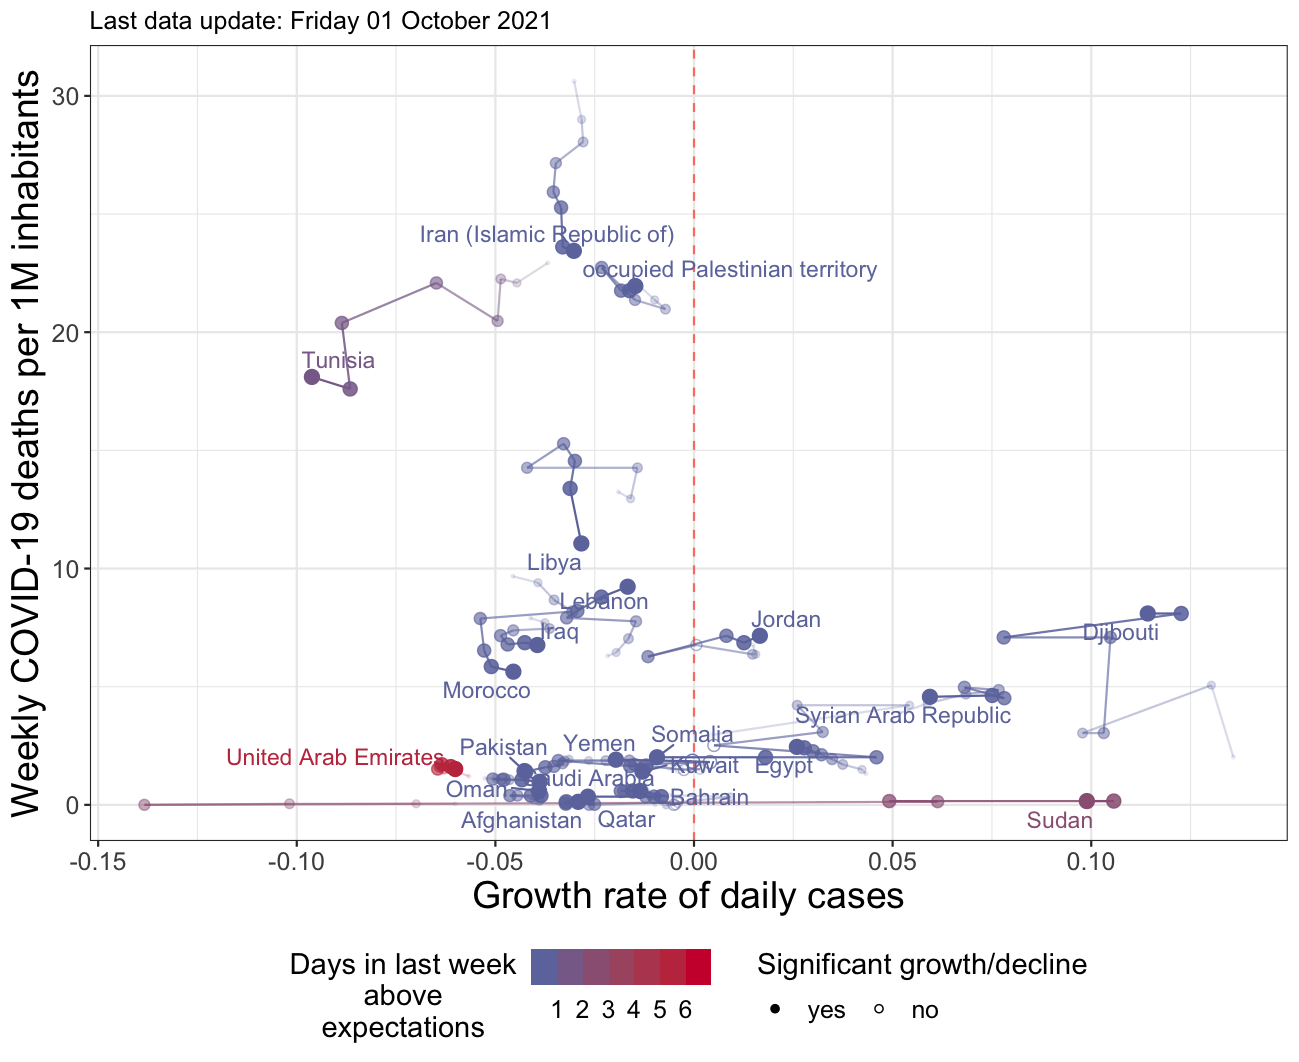 Last data update: Friday 01 October 2021
Weekly COVID-19 deaths per 1M inhabitants
30
20
10
0
Iran (Islamic Republic of)
occupied Palestinian territory
Tunisia
Libya
Lebanon
Iraq
Jordan
Djibouti
Morocco
Syrian Arab Republic
Somalia
Pakistan
Yemen
United Arab Emirates
Kuwait
Egypt
Saudi Arabia
Oman
Bahrain
Afghanistan
Qatar
Sudan
-0.15
-0.10
-0.05
0.00
0.05
0.10
Growth rate of daily cases
Days in last week
above
expectations
1 2 3 4 5 6
Significant growth/decline
yes
no